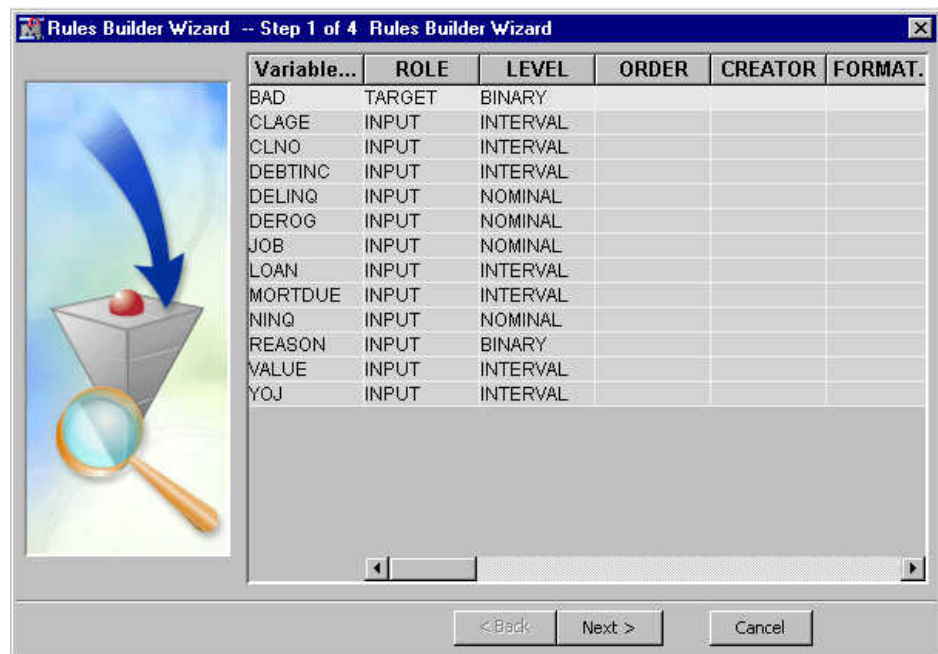 Rules Builder Wizard -- Step 1 of 4 Rules Builder Wizard
Variable... ROLE LEVEL ORDER CREATOR FORMAT.
BAD TARGET BINARY
CLAGE INPUT INTERVAL
CLNO INPUT INTERVAL
DEBTINC INPUT INTERVAL
DELINQ INPUT NOMINAL
DEROG INPUT NOMINAL
JOB INPUT NOMINAL
LOAN INPUT INTERVAL
MORTDUE INPUT INTERVAL
NINQ INPUT NOMINAL
REASON INPUT BINARY
VALUE INPUT INTERVAL
YOJ INPUT INTERVAL
< Back Next > Cancel